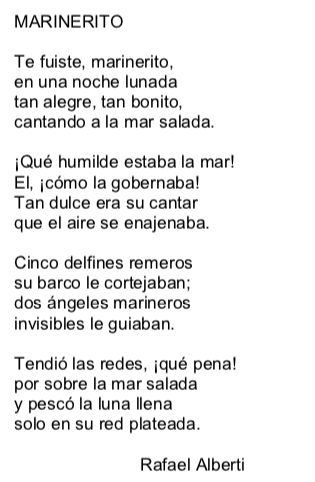 MARINERITO
Te fuiste, marinerito,
en una noche lunada
tan alegre, tan bonito,
cantando a la mar salada.
¡Qué humilde estaba la mar!
El, ¡cómo la gobernaba!
Tan dulce era su cantar
que el aire se enajenaba.
Cinco delfines remeros
su barco le cortejaban;
dos ángeles marineros
invisibles le guiaban.
Tendió las redes, ¡qué pena!
por sobre la mar salada
y pescó la luna llena
solo en su red plateada.
Rafael Alberti